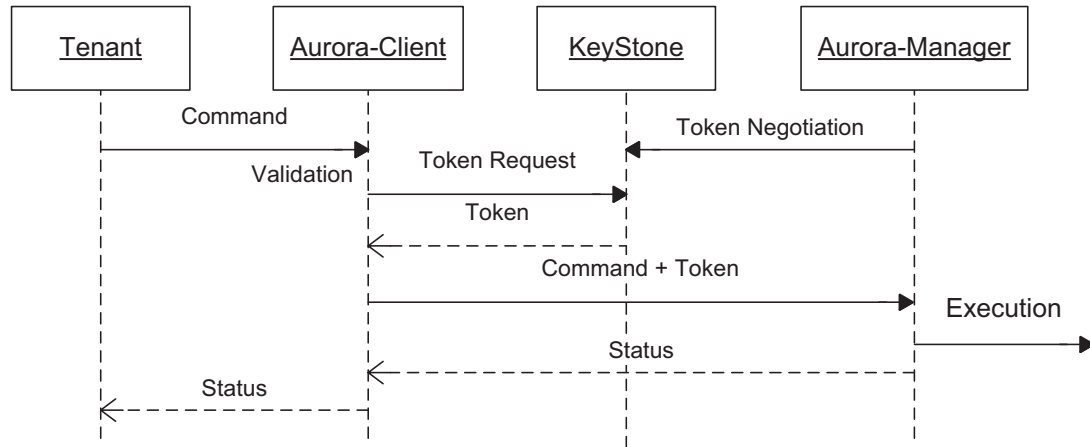 Tenant
Aurora-Client
KeyStone
Aurora-Manager
Command
Token Negotiation
Validation
Token Request
Token
Command + Token
Execution
Status
Status